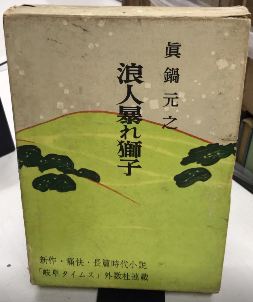 眞鍋元之
浪人暴れ獅子
新作・痛快・長篇時代小説
「岐阜タイムス」外数社連載